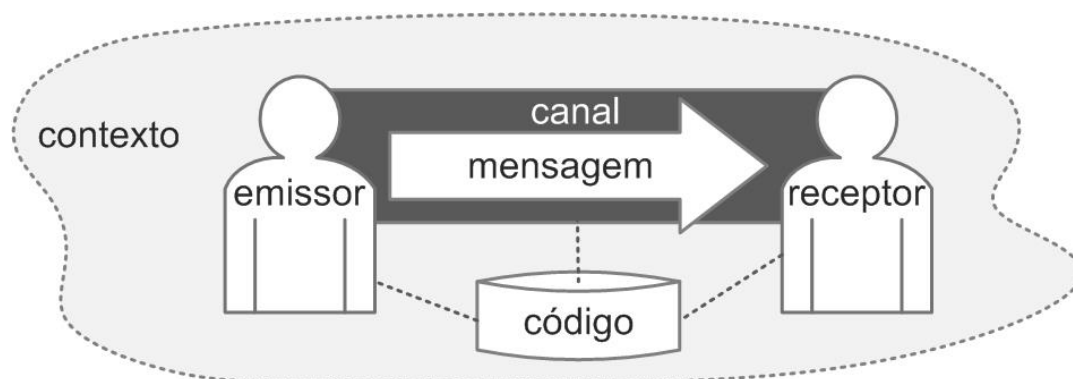 canal
contexto
mensagem
emissor
receptor
código